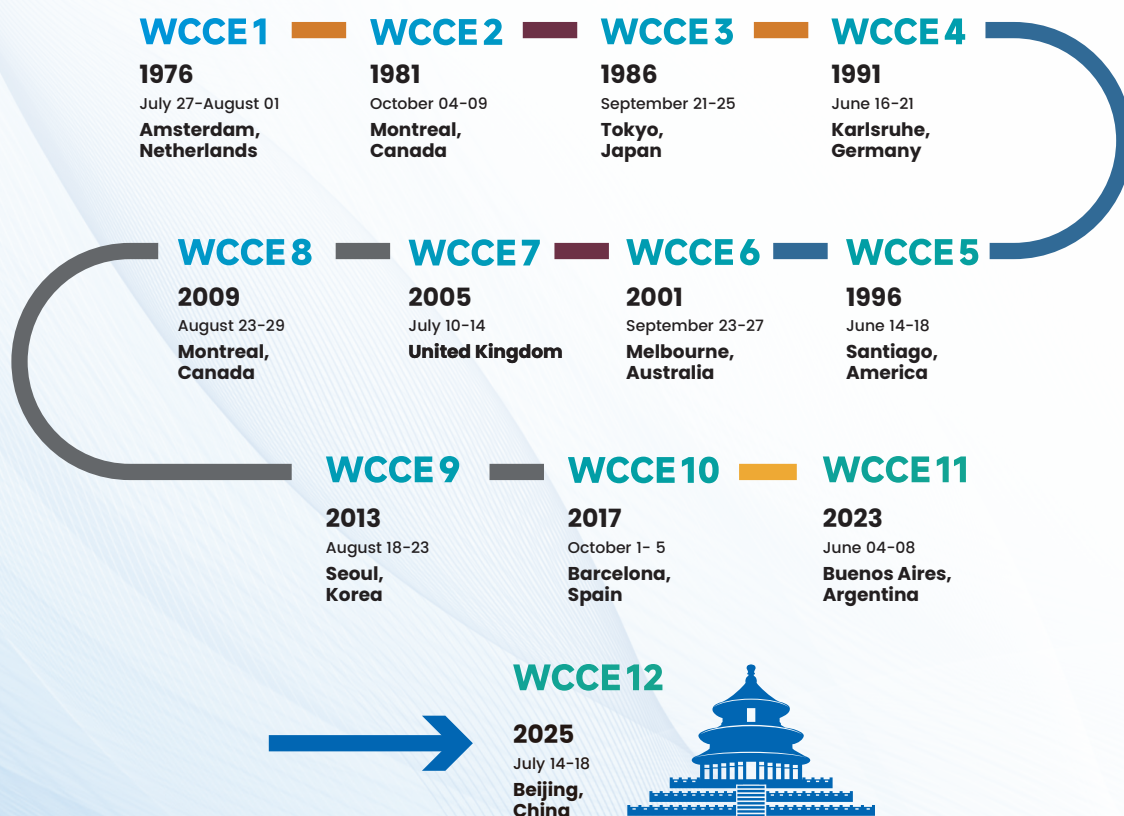 WCCE 1
1976
July 27-August 01
Amsterdam,
Netherlands
WCCE 2
1981
October 04-09
Montreal,
Canada
WCCE 3
1986
September 21-25
Tokyo,
Japan
WCCE 4
1991
June 16-21
Karlsruhe,
Germany
WCCE 8
2009
August 23-29
Montreal,
Canada
WCCE 7
2005
July 10-14
United Kingdom
WCCE 6
2001
September 23-27
Melbourne,
Australia
WCCE 5
1996
June 14-18
Santiago,
America
WCCE 9
2013
August 18-23
Seoul,
Korea
WCCE 10
2017
October 1- 5
Barcelona,
Spain
WCCE 11
2023
June 04-08
Buenos Aires,
Argentina
WCCE 12
2025
July 14-18
Beijing,
China